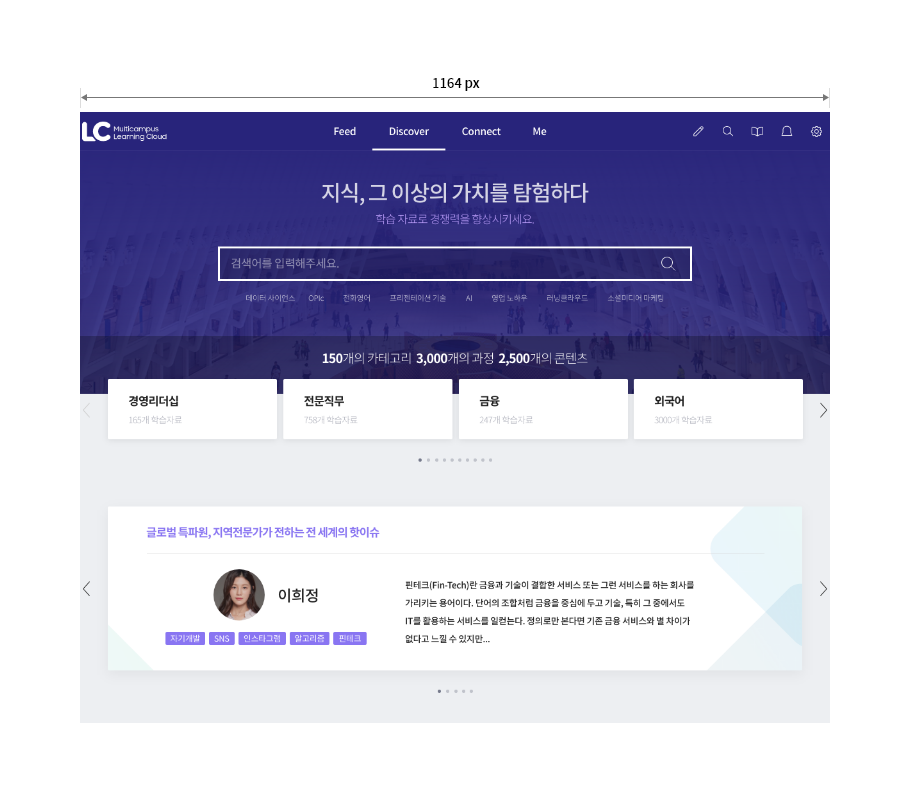 1164 px
LC Multicampus
Learning Cloud
Feed Discover Connect Me
지식, 그 이상의 가치를 탐험하다
학습 자료로 경쟁력을 향상시키세요.
검색어를 입력해주세요.
데이터 사이언스 OPIc 전화영어 프리젠테이션 기술 AI 영업 노하우 러닝클라우드 소셜미디어 마케팅
150개의 카테고리 3,000개의 과정 2,500개의 콘텐츠
경영리더십 전문직무 금융 외국어
165개 학습자료 758개 학습자료 247개 학습자료 3000개 학습자료
글로벌 특파원, 지역전문가가 전하는 전 세계의 핫이슈
이희정
자기개발 SNS 인스타그램 알고리즘 핀테크
핀테크(Fin-Tech)란 금융과 기술이 결합한 서비스 또는 그런 서비스를 하는 회사를
가리키는 용어이다. 단어의 조합처럼 금융을 중심에 두고 기술, 특히 그 중에서도
IT를 활용하는 서비스를 일컫는다. 정의로만 본다면 기존 금융 서비스와 별 차이가
없다고 느낄 수 있지만...